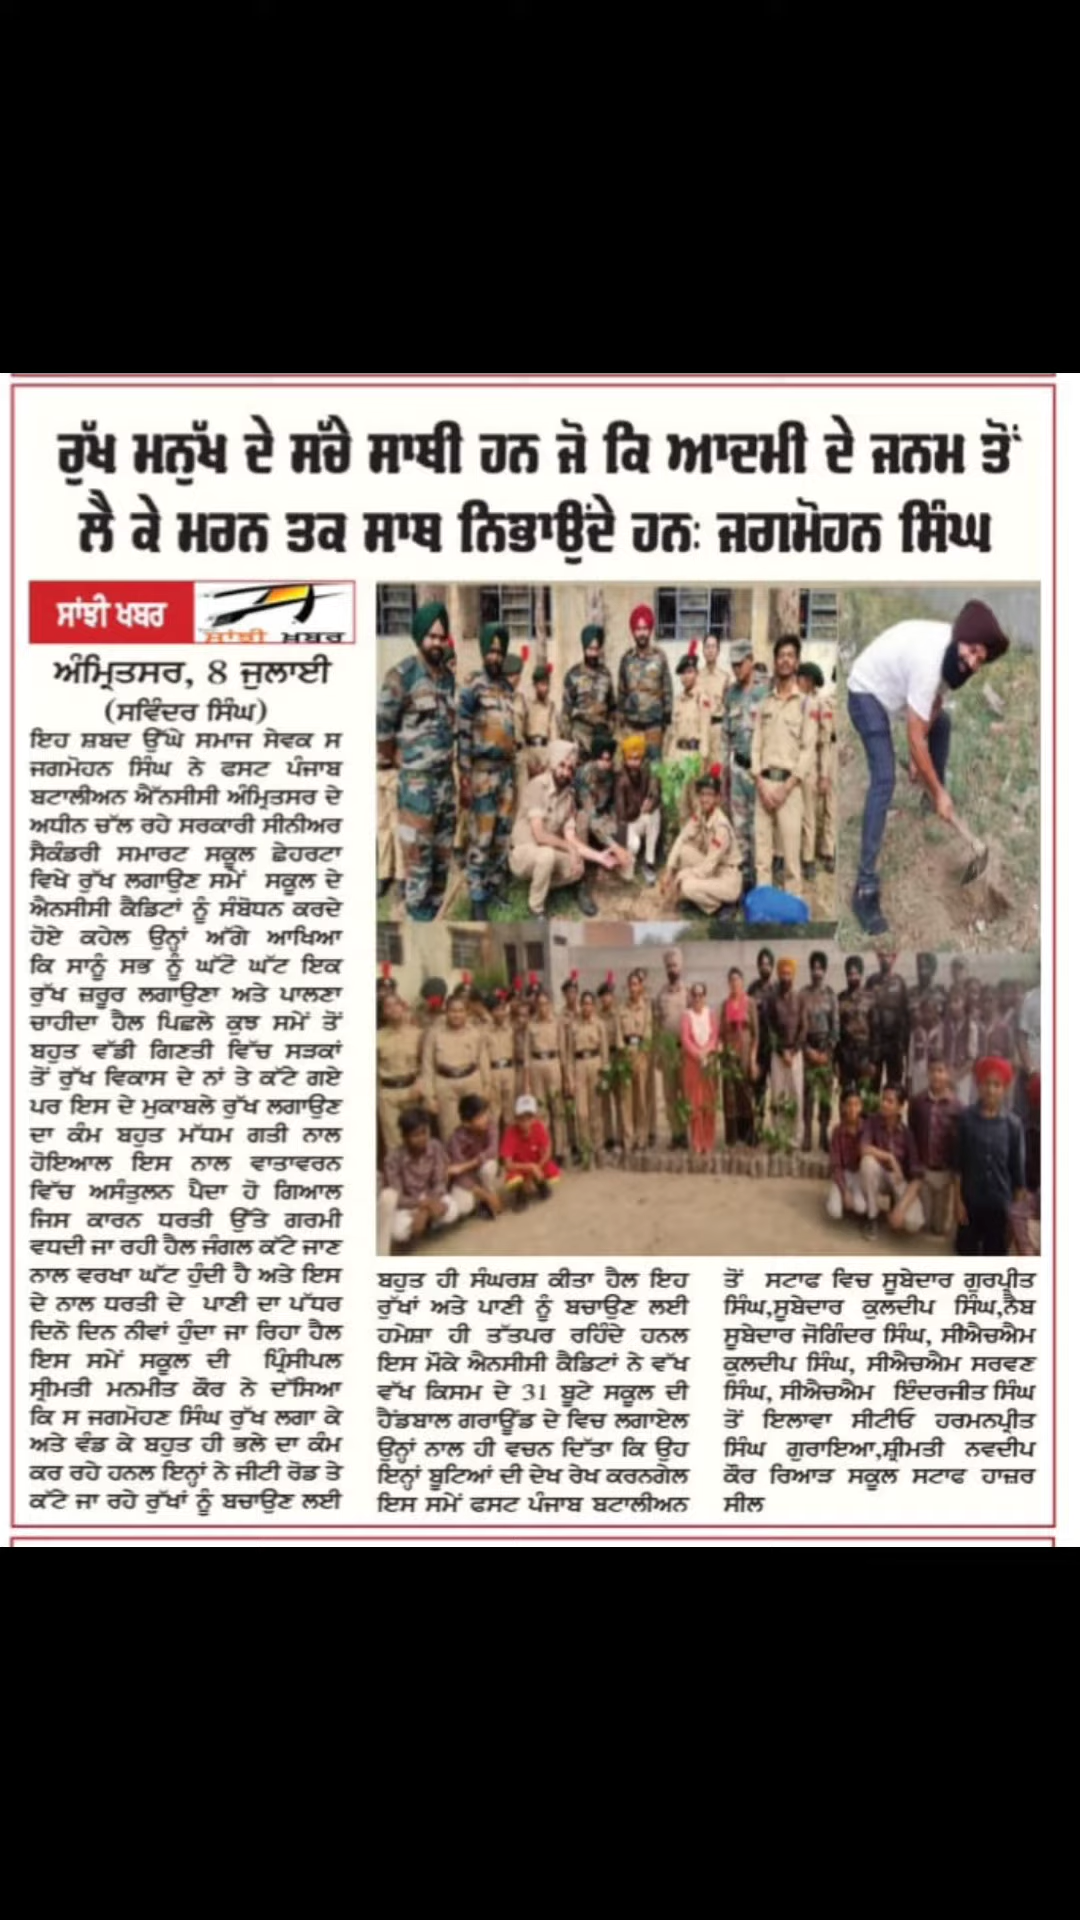 ਰੁੱਖ ਮਨੁੱਖ ਦੇ ਸੱਚੇ ਸਾਥੀ ਹਨ ਜੋ ਕਿ ਆਦਮੀ ਦੇ ਜਨਮ ਤੋਂ
ਲੈ ਕੇ ਮਰਨ ਤਕ ਸਾਥ ਨਿਭਾਉਂਦੇ ਹਨ: ਜਗਮੋਹਨ ਸਿੰਘ
ਸਾਂਝੀ ਖਬਰ
ਸਾਂਝੀ ਖ਼ਬਰ
ਅੰਮ੍ਰਿਤਸਰ, 8 ਜੁਲਾਈ
(ਸਵਿੰਦਰ ਸਿੰਘ)
ਇਹ ਸ਼ਬਦ ਉੱਘੇ ਸਮਾਜ ਸੇਵਕ ਸ
ਜਗਮੋਹਨ ਸਿੰਘ ਨੇ ਫਸਟ ਪੰਜਾਬ
ਬਟਾਲੀਅਨ ਐੱਨਸੀਸੀ ਅੰਮ੍ਰਿਤਸਰ ਦੇ
ਅਧੀਨ ਚੱਲ ਰਹੇ ਸਰਕਾਰੀ ਸੀਨੀਅਰ
ਸੈਕੰਡਰੀ ਸਮਾਰਟ ਸਕੂਲ ਛੇਹਰਟਾ
ਵਿਖੇ ਰੁੱਖ ਲਗਾਉਣ ਸਮੇਂ ਸਕੂਲ ਦੇ
ਐਨਸੀਸੀ ਕੈਡਿਟਾਂ ਨੂੰ ਸੰਬੋਧਨ ਕਰਦੇ
ਹੋਏ ਕਹੇਲ ਉਨ੍ਹਾਂ ਅੱਗੇ ਆਖਿਆ
ਕਿ ਸਾਨੂੰ ਸਭ ਨੂੰ ਘੱਟੋ ਘੱਟ ਇਕ
ਰੁੱਖ ਜ਼ਰੂਰ ਲਗਾਉਣਾ ਅਤੇ ਪਾਲਣਾ
ਚਾਹੀਦਾ ਹੈਲ ਪਿਛਲੇ ਕੁਝ ਸਮੇਂ ਤੋਂ
ਬਹੁਤ ਵੱਡੀ ਗਿਣਤੀ ਵਿੱਚ ਸੜਕਾਂ
ਤੋਂ ਰੁੱਖ ਵਿਕਾਸ ਦੇ ਨਾਂ ਤੇ ਕੱਟੇ ਗਏ
ਪਰ ਇਸ ਦੇ ਮੁਕਾਬਲੇ ਰੁੱਖ ਲਗਾਉਣ
ਦਾ ਕੰਮ ਬਹੁਤ ਮੱਧਮ ਗਤੀ ਨਾਲ
ਹੋਇਆਲ ਇਸ ਨਾਲ ਵਾਤਾਵਰਨ
ਵਿੱਚ ਅਸੰਤੁਲਨ ਪੈਦਾ ਹੋ ਗਿਆਲ
ਜਿਸ ਕਾਰਨ ਧਰਤੀ ਉੱਤੇ ਗਰਮੀ
ਵਧਦੀ ਜਾ ਰਹੀ ਹੈਲ ਜੰਗਲ ਕੱਟੇ ਜਾਣ
ਨਾਲ ਵਰਖਾ ਘੱਟ ਹੁੰਦੀ ਹੈ ਅਤੇ ਇਸ
ਦੇ ਨਾਲ ਧਰਤੀ ਦੇ ਪਾਣੀ ਦਾ ਪੱਧਰ
ਦਿਨੋ ਦਿਨ ਨੀਵਾਂ ਹੁੰਦਾ ਜਾ ਰਿਹਾ ਹੈਲ
ਇਸ ਸਮੇਂ ਸਕੂਲ ਦੀ ਪ੍ਰਿੰਸੀਪਲ
ਸ੍ਰੀਮਤੀ ਮਨਮੀਤ ਕੌਰ ਨੇ ਦੱਸਿਆ
ਕਿ ਸ ਜਗਮੋਹਣ ਸਿੰਘ ਰੁੱਖ ਲਗਾ ਕੇ
ਅਤੇ ਵੰਡ ਕੇ ਬਹੁਤ ਹੀ ਭਲੇ ਦਾ ਕੰਮ
ਕਰ ਰਹੇ ਹਨਲ ਇਨ੍ਹਾਂ ਨੇ ਜੀਟੀ ਰੋਡ ਤੇ
ਕੱਟੇ ਜਾ ਰਹੇ ਰੁੱਖਾਂ ਨੂੰ ਬਚਾਉਣ ਲਈ
ਬਹੁਤ ਹੀ ਸੰਘਰਸ਼ ਕੀਤਾ ਹੈਲ ਇਹ
ਰੁੱਖਾਂ ਅਤੇ ਪਾਣੀ ਨੂੰ ਬਚਾਉਣ ਲਈ
ਹਮੇਸ਼ਾ ਹੀ ਤੱਤਪਰ ਰਹਿੰਦੇ ਹਨਲ
ਇਸ ਮੌਕੇ ਐਨਸੀਸੀ ਕੈਡਿਟਾਂ ਨੇ ਵੱਖ
ਵੱਖ ਕਿਸਮ ਦੇ 31 ਬੂਟੇ ਸਕੂਲ ਦੀ
ਹੈਂਡਬਾਲ ਗਰਾਊਂਡ ਦੇ ਵਿਚ ਲਗਾਏਲ
ਉਨ੍ਹਾਂ ਨਾਲ ਹੀ ਵਚਨ ਦਿੱਤਾ ਕਿ ਉਹ
ਇਨ੍ਹਾਂ ਬੂਟਿਆਂ ਦੀ ਦੇਖ ਰੇਖ ਕਰਨਗੇਲ
ਇਸ ਸਮੇਂ ਫਸਟ ਪੰਜਾਬ ਬਟਾਲੀਅਨ
ਤੋਂ ਸਟਾਫ ਵਿਚ ਸੂਬੇਦਾਰ ਗੁਰਪ੍ਰੀਤ
ਸਿੰਘ,ਸੂਬੇਦਾਰ ਕੁਲਦੀਪ ਸਿੰਘ,ਨੈਬ
ਸੂਬੇਦਾਰ ਜੋਗਿੰਦਰ ਸਿੰਘ, ਸੀਐਚਐਮ
ਕੁਲਦੀਪ ਸਿੰਘ, ਸੀਐਚਐਮ ਸਰਵਣ
ਸਿੰਘ, ਸੀਐਚਐਮ ਇੰਦਰਜੀਤ ਸਿੰਘ
ਤੋਂ ਇਲਾਵਾ ਸੀਟੀਓ ਹਰਮਨਪ੍ਰੀਤ
ਸਿੰਘ ਗੁਰਾਇਆ,ਸ਼੍ਰੀਮਤੀ ਨਵਦੀਪ
ਕੌਰ ਰਿਆੜ ਸਕੂਲ ਸਟਾਫ ਹਾਜ਼ਰ
ਸੀਲ